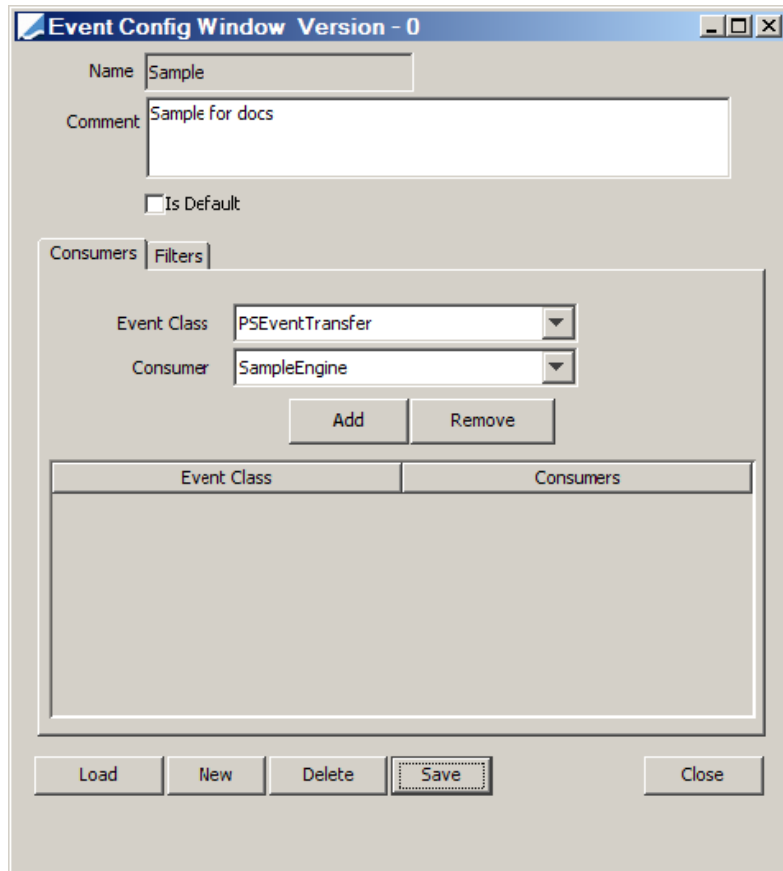 Event Config Window Version - 0
Name Sample
Comment Sample for docs
Is Default
Consumers Filters
Event Class PSEventTransfer
Consumer SampleEngine
Add Remove
Event Class Consumers
Load New Delete Save Close